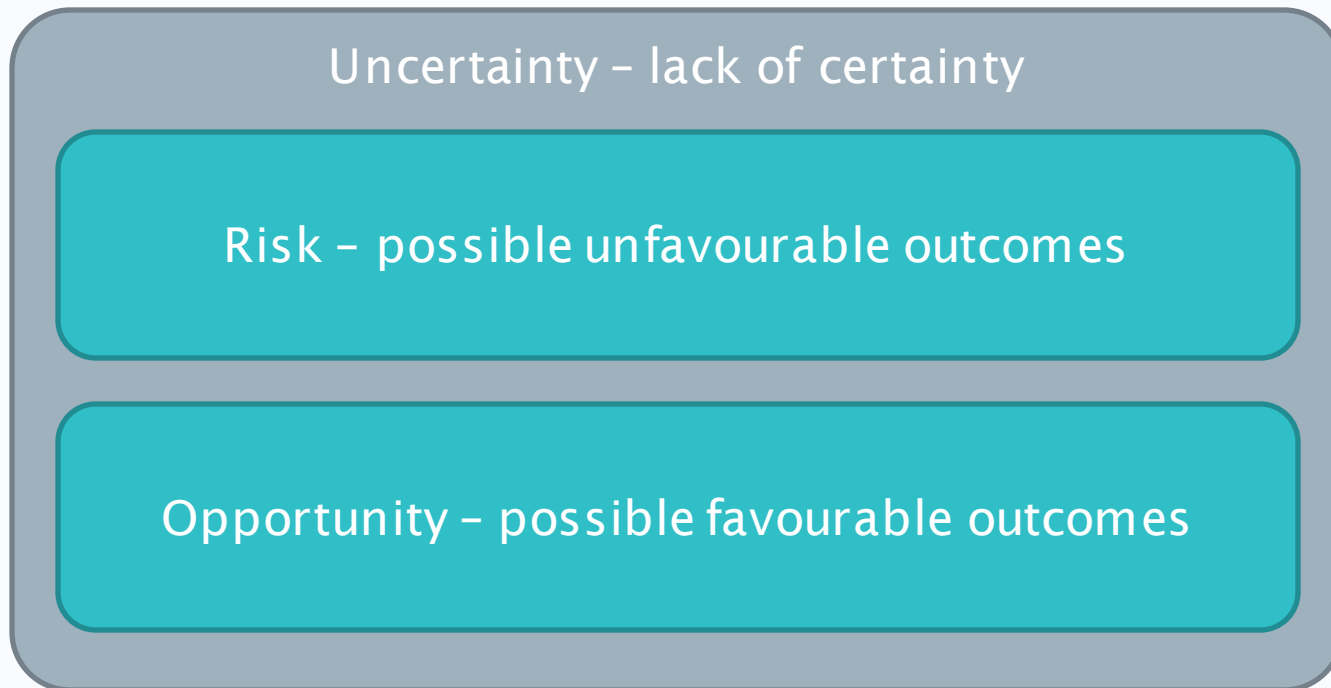 Uncertainty – lack of certainty
Risk – possible unfavourable outcomes
Opportunity – possible favourable outcomes